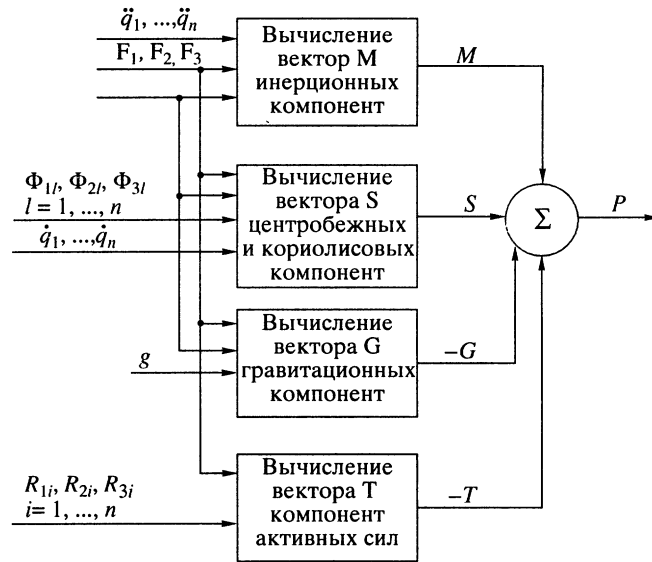 q̈₁, ...,q̈ₙ
F₁, F₂, F₃
Вычисление
вектор М
инерционных
компонент
M
Φ₁ₗ, Φ₂ₗ, Φ₃ₗ
l = 1, ..., n
q̇₁, ...,q̇ₙ
Вычисление
вектора S
центробежных
и кориолисовых
компонент
S
Σ
P
g
Вычисление
вектора G
гравитационных
компонент
–G
R₁ᵢ, R₂ᵢ, R₃ᵢ
i= 1, ..., n
Вычисление
вектора Т
компонент
активных сил
–T